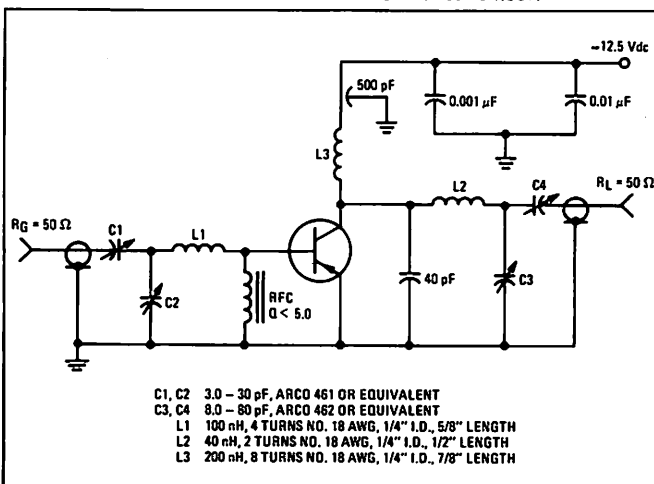 -12.5 Vdc
500 pF
0.001 µF
0.01 µF
L3
L2
C4
RL = 50 Ω
RG = 50 Ω
C1
L1
C2
RFC
Q < 5.0
40 pF
C3
C1, C2 3.0 – 30 pF, ARCO 461 OR EQUIVALENT
C3, C4 8.0 – 80 pF, ARCO 462 OR EQUIVALENT
L1 100 nH, 4 TURNS NO. 18 AWG, 1/4" I.D., 5/8" LENGTH
L2 40 nH, 2 TURNS NO. 18 AWG, 1/4" I.D., 1/2" LENGTH
L3 200 nH, 8 TURNS NO. 18 AWG, 1/4" I.D., 7/8" LENGTH